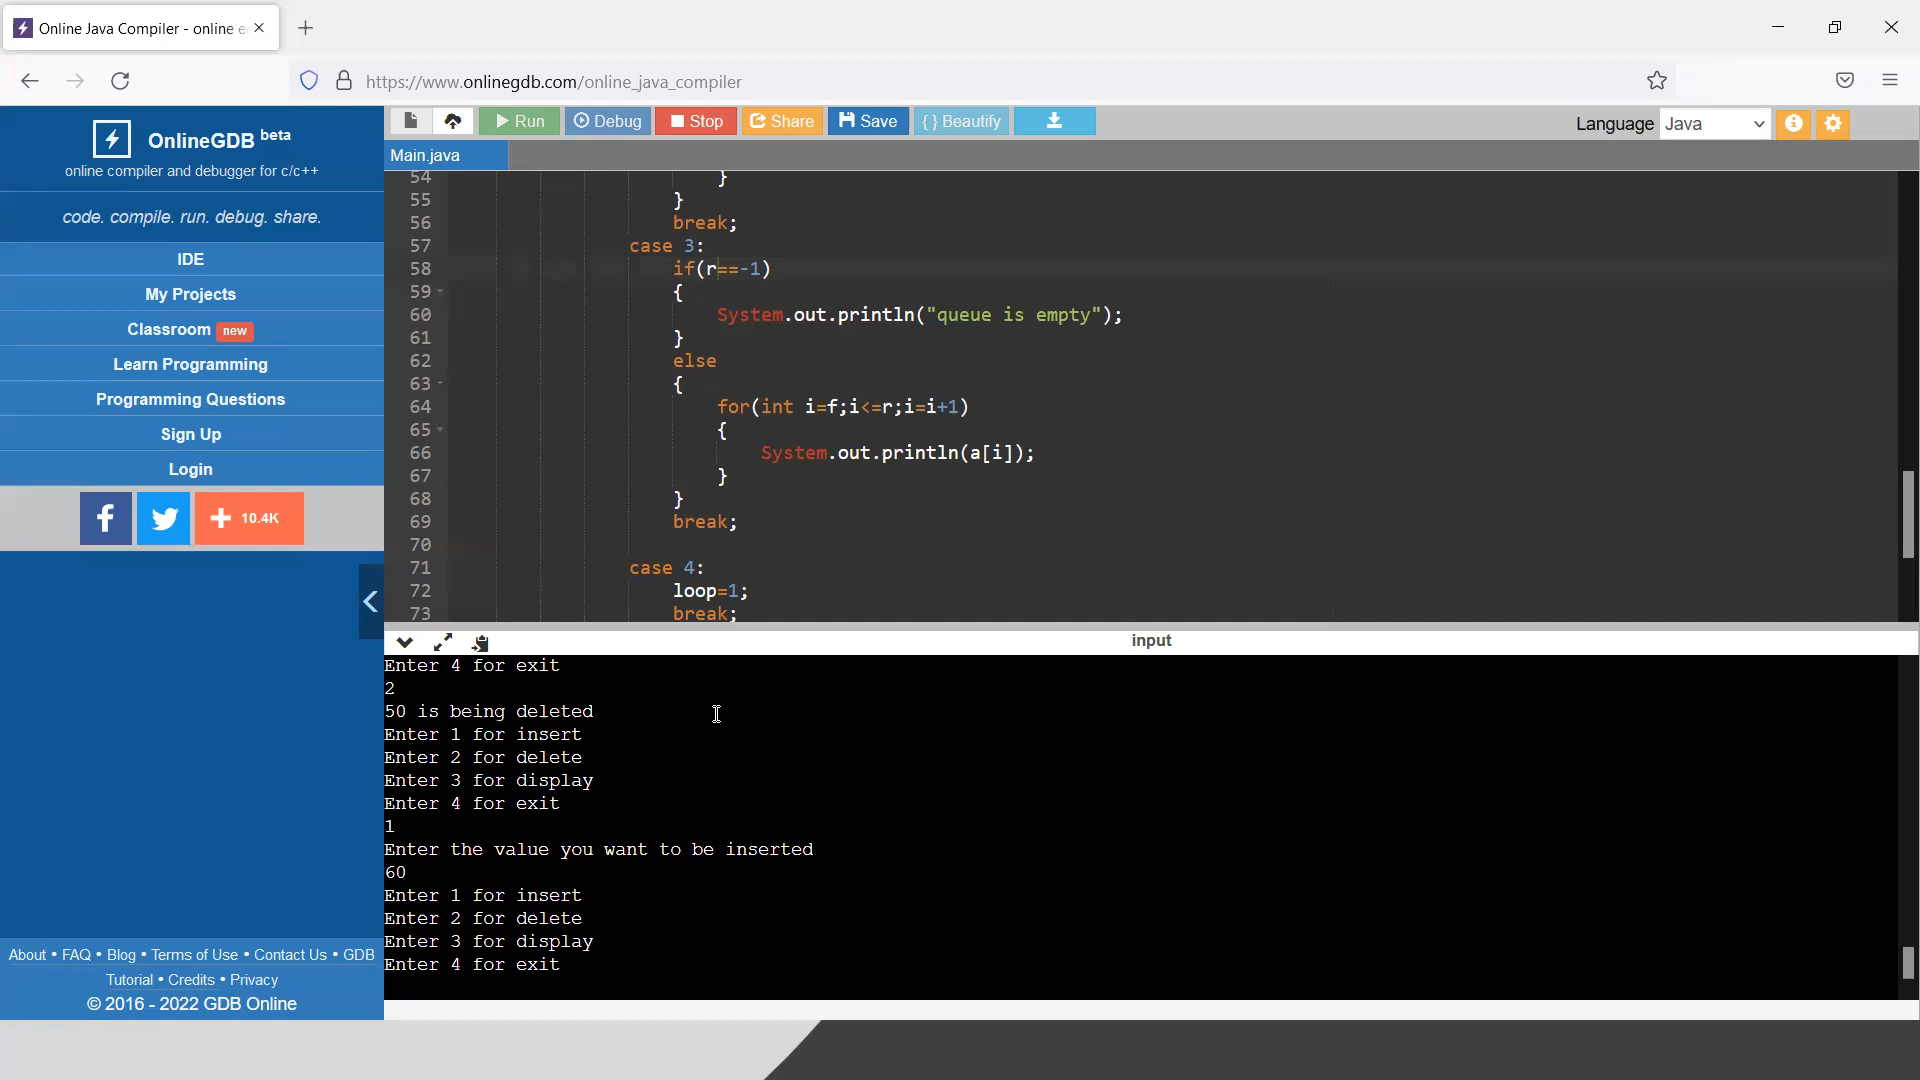 Online Java Compiler - online e
https://www.onlinegdb.com/online_java_compiler
OnlineGDB beta
online compiler and debugger for c/c++
code. compile. run. debug. share.
IDE
My Projects
Classroom new
Learn Programming
Programming Questions
Sign Up
Login
10.4K
About • FAQ • Blog • Terms of Use • Contact Us • GDB
Tutorial • Credits • Privacy
© 2016 - 2022 GDB Online
Run Debug Stop Share Save { } Beautify Language Java
Main.java
54 }
55 }
56 break;
57 case 3:
58 if(r==-1)
59 {
60 System.out.println("queue is empty");
61 }
62 else
63 {
64 for(int i=f;i<=r;i=i+1)
65 {
66 System.out.println(a[i]);
67 }
68 }
69 break;
70
71 case 4:
72 loop=1;
73 break;
input
Enter 4 for exit
2
50 is being deleted
Enter 1 for insert
Enter 2 for delete
Enter 3 for display
Enter 4 for exit
1
Enter the value you want to be inserted
60
Enter 1 for insert
Enter 2 for delete
Enter 3 for display
Enter 4 for exit